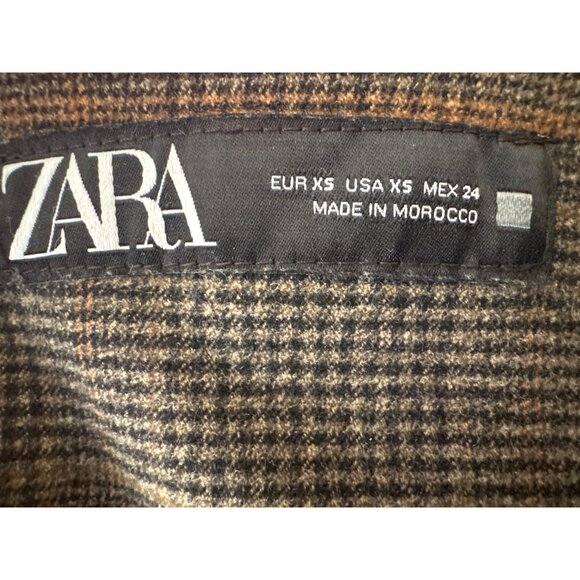 ZARA
EUR XS USA XS MEX 24
MADE IN MOROCCO